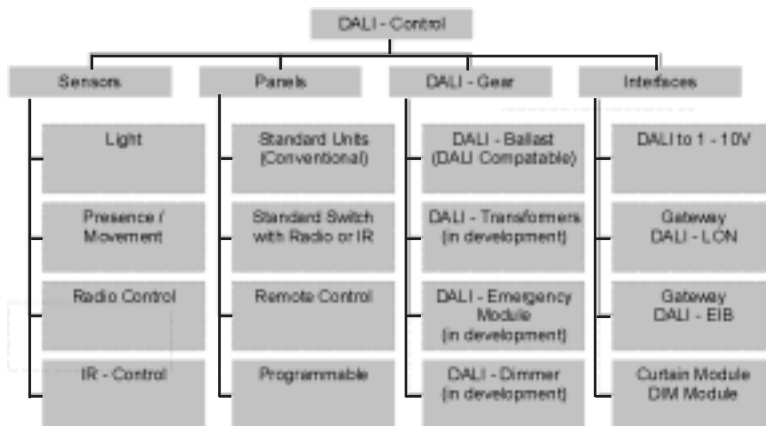 DALI - Control
Sensors
Panels
DALI - Gear
Interfaces
Light
Standard Units
(Conventional)
DALI - Ballast
(DALI Compatable)
DALI to 1 - 10V
Presence /
Movement
Standard Switch
with Radio or IR
DALI - Transformers
(in development)
Gateway
DALI - LON
Radio Control
Remote Control
DALI - Emergency
Module
(in development)
Gateway
DALI - EIB
IR - Control
Programmable
DALI - Dimmer
(in development)
Curtain Module
DIM Module